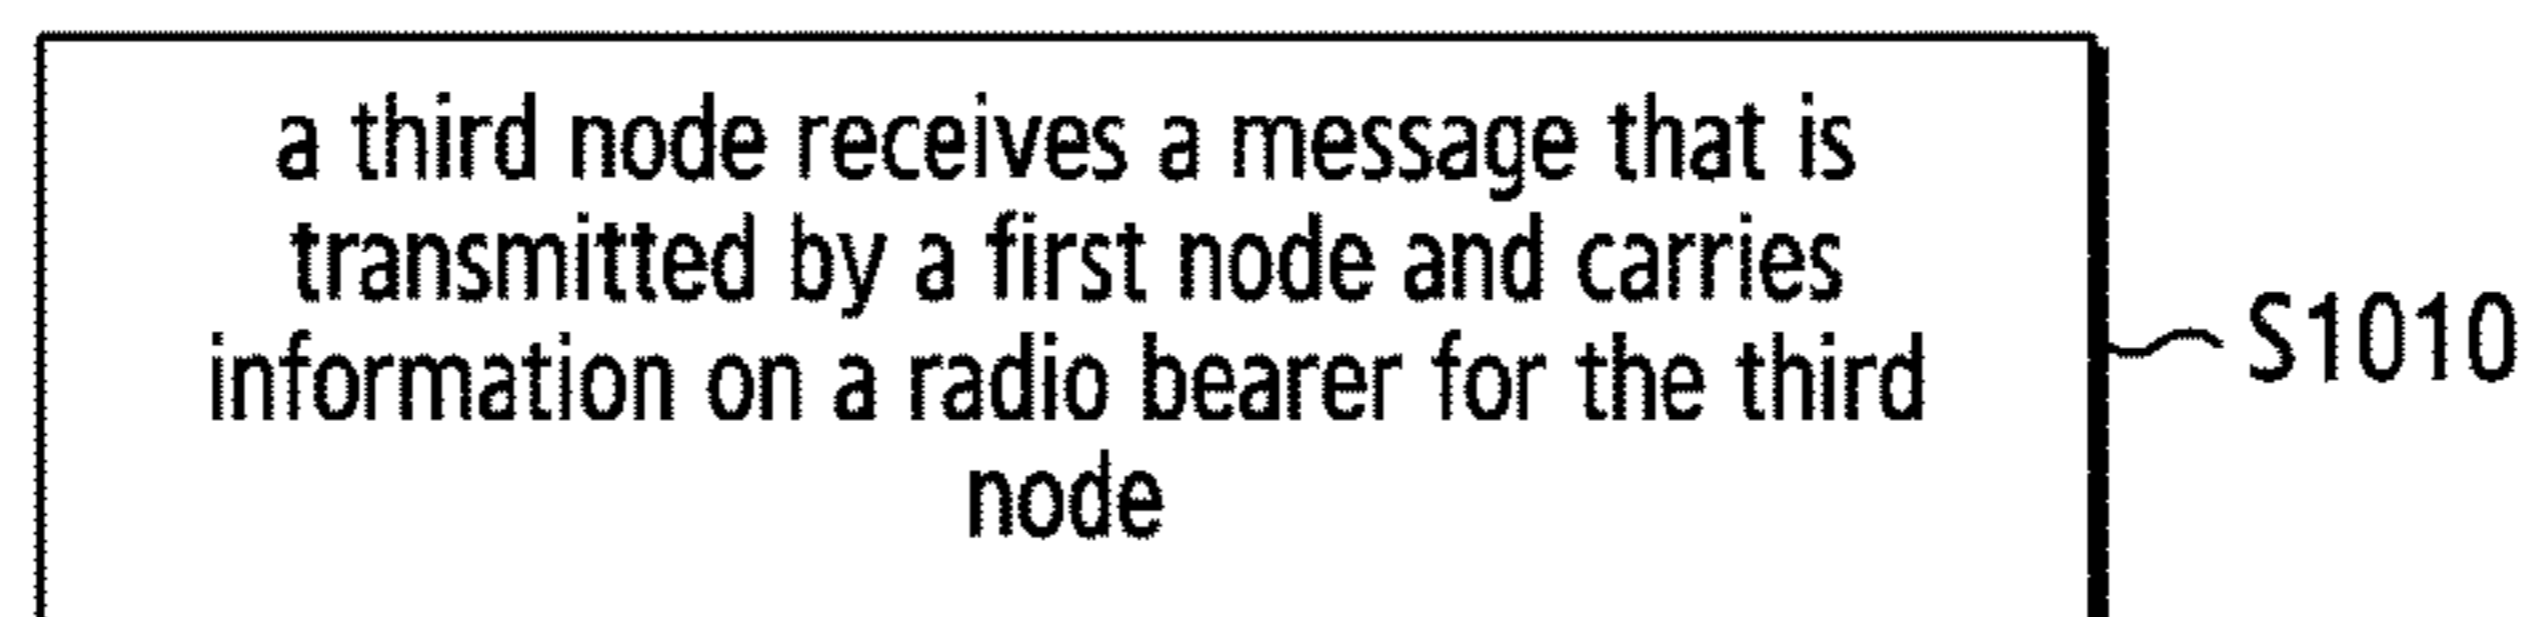 a third node receives a message that is
transmitted by a first node and carries
information on a radio bearer for the third
node
S1010